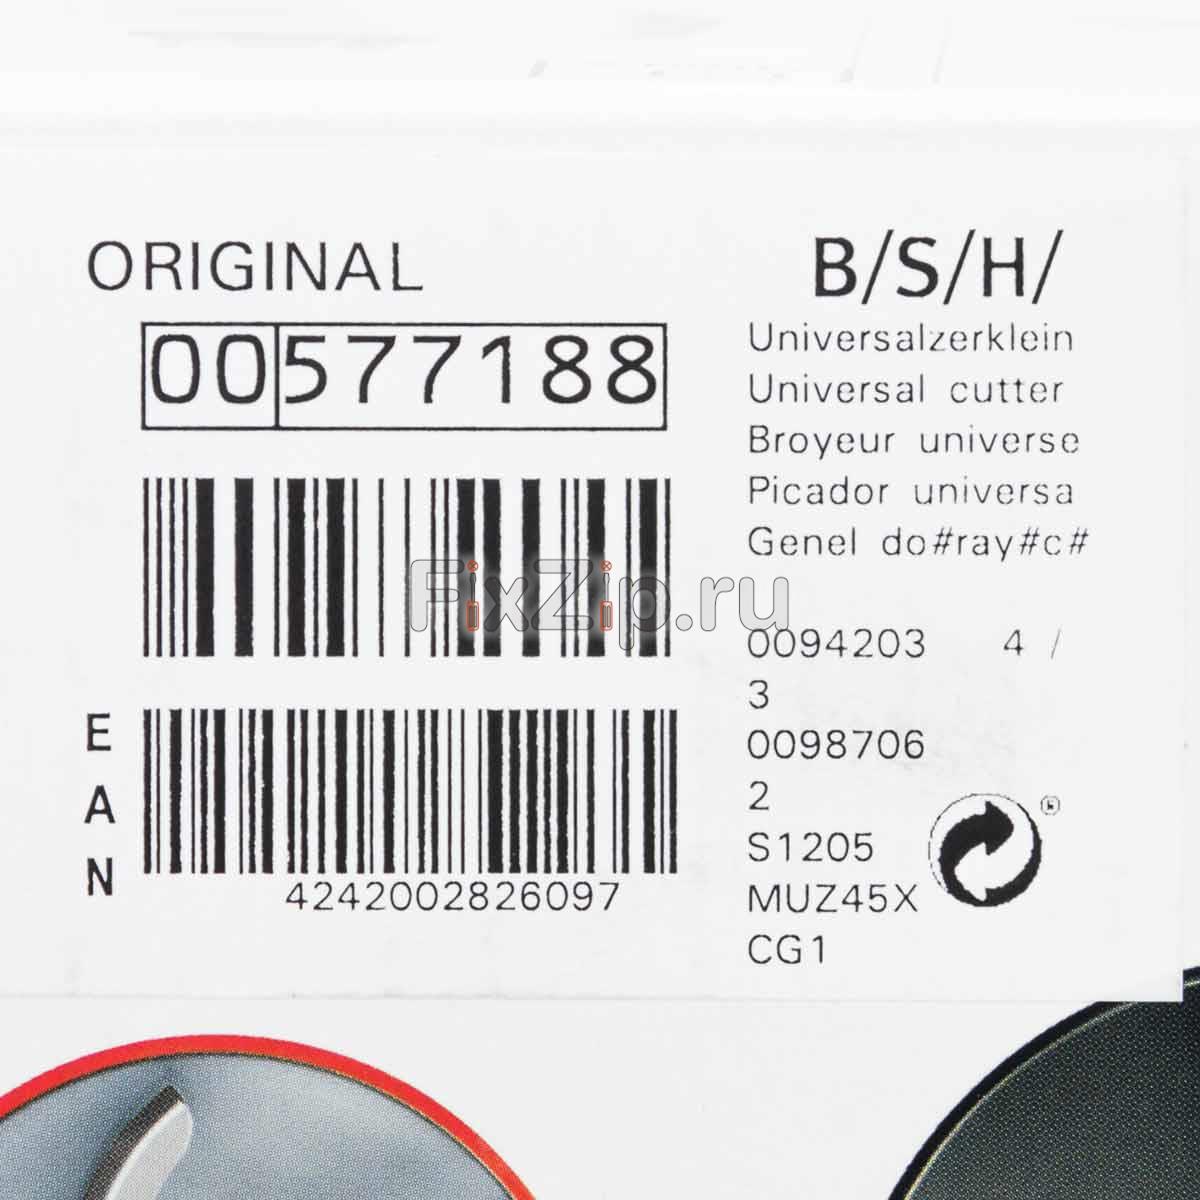 ORIGINAL
00577188
B/S/H/
Universalzerklein
Universal cutter
Broyeur universe
Picador universa
Genel do#ray#c#
FixZip.ru
0094203 4 /
3
0098706
2
S1205
MUZ45X
CG1
®
EAN
4242002826097